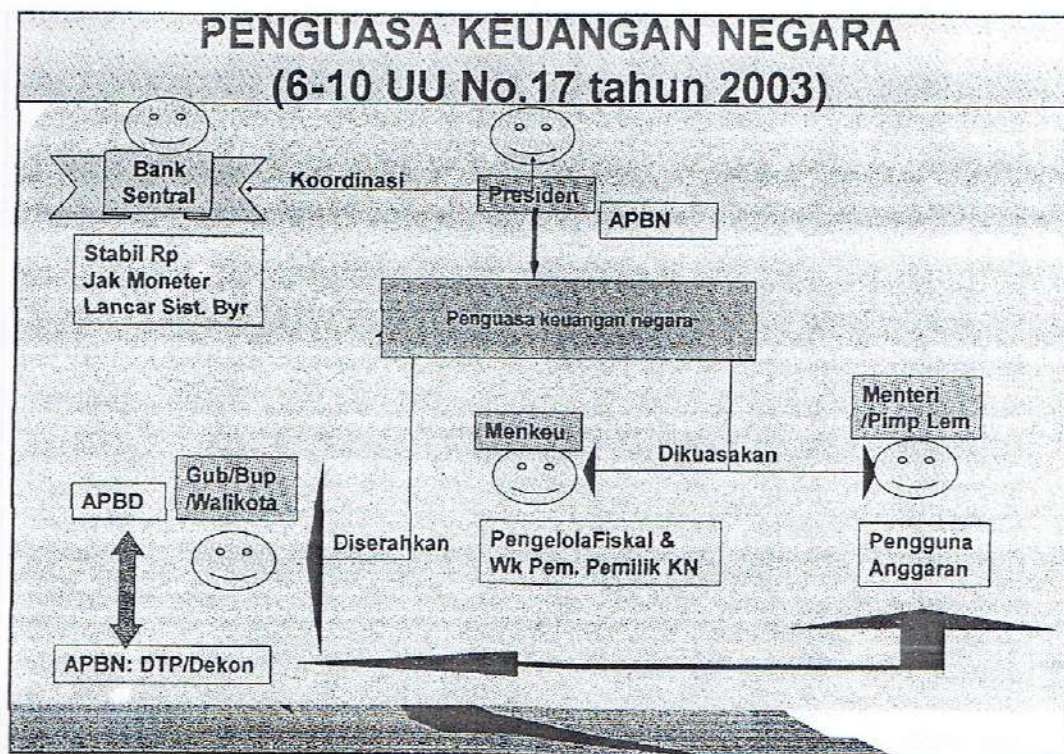 PENGUASA KEUANGAN NEGARA
(6-10 UU No.17 tahun 2003)
Bank
Sentral
Koordinasi
Presiden
APBN
Stabil Rp
Jak Moneter
Lancar Sist. Byr
Penguasa keuangan negara
Menkeu
Menteri
/Pimp Lem
Dikuasakan
Gub/Bup
/Walikota
APBD
Diserahkan
PengelolaFiskal &
Wk Pem. Pemilik KN
Pengguna
Anggaran
APBN: DTP/Dekon